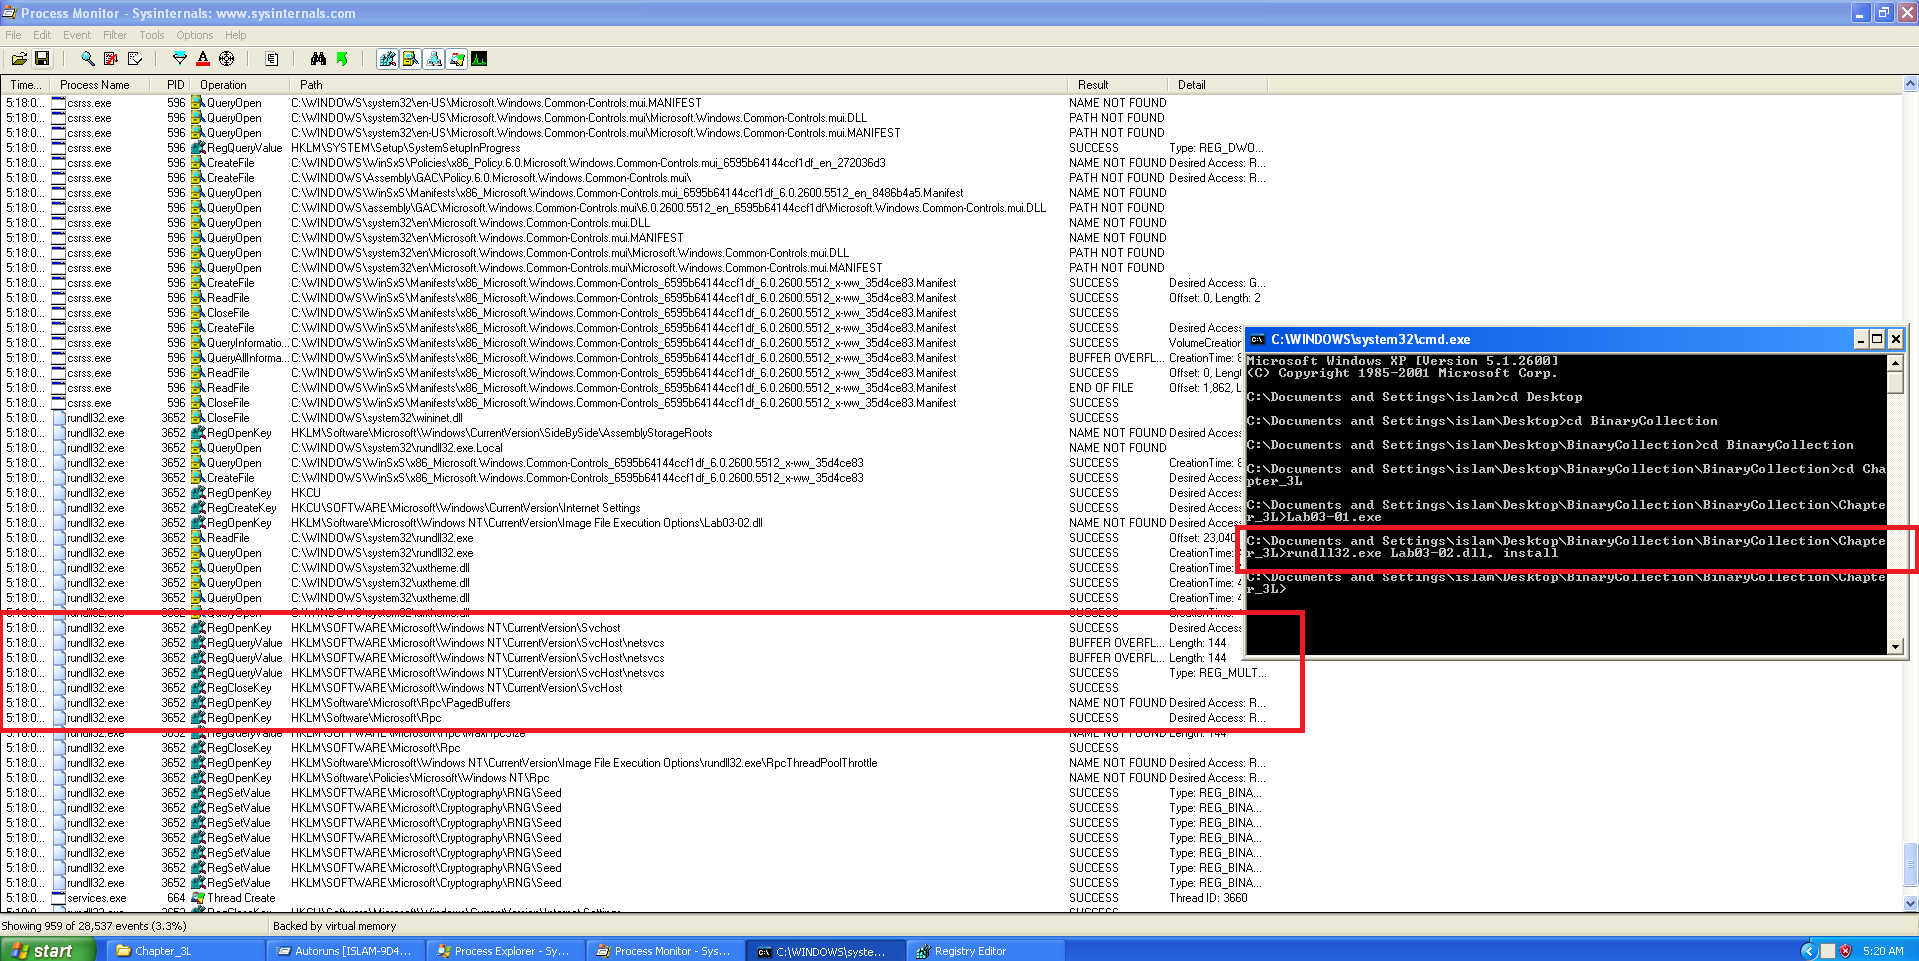 Process Monitor - Sysinternals: www.sysinternals.com
File Edit Event Filter Tools Options Help
Time... Process Name PID Operation Path Result Detail
5:18:0... csrss.exe 596 QueryOpen C:\WINDOWS\system32\en-US\Microsoft.Windows.Common-Controls.mui.MANIFEST NAME NOT FOUND
5:18:0... csrss.exe 596 QueryOpen C:\WINDOWS\system32\en-US\Microsoft.Windows.Common-Controls.mui\Microsoft.Windows.Common-Controls.mui.DLL PATH NOT FOUND
5:18:0... csrss.exe 596 QueryOpen C:\WINDOWS\system32\en-US\Microsoft.Windows.Common-Controls.mui\Microsoft.Windows.Common-Controls.mui.MANIFEST PATH NOT FOUND
5:18:0... csrss.exe 596 RegQueryValue HKLM\SYSTEM\Setup\SystemSetupInProgress SUCCESS Type: REG_DWO...
5:18:0... csrss.exe 596 CreateFile C:\WINDOWS\WinSxS\Policies\x86_Policy.6.0.Microsoft.Windows.Common-Controls.mui_6595b64144ccf1df_en_272036d3 NAME NOT FOUND Desired Access: R...
5:18:0... csrss.exe 596 CreateFile C:\WINDOWS\Assembly\GAC\Policy.6.0.Microsoft.Windows.Common-Controls.mui\ PATH NOT FOUND Desired Access: R...
5:18:0... csrss.exe 596 QueryOpen C:\WINDOWS\WinSxS\Manifests\x86_Microsoft.Windows.Common-Controls.mui_6595b64144ccf1df_6.0.2600.5512_en_8486b4a5.Manifest NAME NOT FOUND
5:18:0... csrss.exe 596 QueryOpen C:\WINDOWS\assembly\GAC\Microsoft.Windows.Common-Controls.mui\6.0.2600.5512_en_6595b64144ccf1df\Microsoft.Windows.Common-Controls.mui.DLL PATH NOT FOUND
5:18:0... csrss.exe 596 QueryOpen C:\WINDOWS\system32\en\Microsoft.Windows.Common-Controls.mui.DLL NAME NOT FOUND
5:18:0... csrss.exe 596 QueryOpen C:\WINDOWS\system32\en\Microsoft.Windows.Common-Controls.mui.MANIFEST NAME NOT FOUND
5:18:0... csrss.exe 596 QueryOpen C:\WINDOWS\system32\en\Microsoft.Windows.Common-Controls.mui\Microsoft.Windows.Common-Controls.mui.DLL PATH NOT FOUND
5:18:0... csrss.exe 596 QueryOpen C:\WINDOWS\system32\en\Microsoft.Windows.Common-Controls.mui\Microsoft.Windows.Common-Controls.mui.MANIFEST PATH NOT FOUND
5:18:0... csrss.exe 596 CreateFile C:\WINDOWS\WinSxS\Manifests\x86_Microsoft.Windows.Common-Controls_6595b64144ccf1df_6.0.2600.5512_x-ww_35d4ce83.Manifest SUCCESS Desired Access: G...
5:18:0... csrss.exe 596 ReadFile C:\WINDOWS\WinSxS\Manifests\x86_Microsoft.Windows.Common-Controls_6595b64144ccf1df_6.0.2600.5512_x-ww_35d4ce83.Manifest SUCCESS Offset: 0, Length: 2
5:18:0... csrss.exe 596 CloseFile C:\WINDOWS\WinSxS\Manifests\x86_Microsoft.Windows.Common-Controls_6595b64144ccf1df_6.0.2600.5512_x-ww_35d4ce83.Manifest SUCCESS
5:18:0... csrss.exe 596 CreateFile C:\WINDOWS\WinSxS\Manifests\x86_Microsoft.Windows.Common-Controls_6595b64144ccf1df_6.0.2600.5512_x-ww_35d4ce83.Manifest SUCCESS Desired Access
5:18:0... csrss.exe 596 QueryInformatio... C:\WINDOWS\WinSxS\Manifests\x86_Microsoft.Windows.Common-Controls_6595b64144ccf1df_6.0.2600.5512_x-ww_35d4ce83.Manifest SUCCESS VolumeCreation
5:18:0... csrss.exe 596 QueryAllInforma... C:\WINDOWS\WinSxS\Manifests\x86_Microsoft.Windows.Common-Controls_6595b64144ccf1df_6.0.2600.5512_x-ww_35d4ce83.Manifest BUFFER OVERFL... CreationTime: 8
5:18:0... csrss.exe 596 ReadFile C:\WINDOWS\WinSxS\Manifests\x86_Microsoft.Windows.Common-Controls_6595b64144ccf1df_6.0.2600.5512_x-ww_35d4ce83.Manifest SUCCESS Offset: 0, Leng
5:18:0... csrss.exe 596 ReadFile C:\WINDOWS\WinSxS\Manifests\x86_Microsoft.Windows.Common-Controls_6595b64144ccf1df_6.0.2600.5512_x-ww_35d4ce83.Manifest END OF FILE Offset: 1,862, L
5:18:0... csrss.exe 596 CloseFile C:\WINDOWS\WinSxS\Manifests\x86_Microsoft.Windows.Common-Controls_6595b64144ccf1df_6.0.2600.5512_x-ww_35d4ce83.Manifest SUCCESS
5:18:0... rundll32.exe 3652 CloseFile C:\WINDOWS\system32\wininet.dll SUCCESS
5:18:0... rundll32.exe 3652 RegOpenKey HKLM\Software\Microsoft\Windows\CurrentVersion\SideBySide\AssemblyStorageRoots NAME NOT FOUND Desired Access
5:18:0... rundll32.exe 3652 QueryOpen C:\WINDOWS\system32\rundll32.exe.Local NAME NOT FOUND
5:18:0... rundll32.exe 3652 QueryOpen C:\WINDOWS\WinSxS\x86_Microsoft.Windows.Common-Controls_6595b64144ccf1df_6.0.2600.5512_x-ww_35d4ce83 SUCCESS CreationTime: 8
5:18:0... rundll32.exe 3652 CreateFile C:\WINDOWS\WinSxS\x86_Microsoft.Windows.Common-Controls_6595b64144ccf1df_6.0.2600.5512_x-ww_35d4ce83 SUCCESS Desired Access
5:18:0... rundll32.exe 3652 RegOpenKey HKCU SUCCESS Desired Access
5:18:0... rundll32.exe 3652 RegCreateKey HKCU\SOFTWARE\Microsoft\Windows\CurrentVersion\Internet Settings SUCCESS Desired Access
5:18:0... rundll32.exe 3652 RegOpenKey HKLM\Software\Microsoft\Windows NT\CurrentVersion\Image File Execution Options\Lab03-02.dll NAME NOT FOUND Desired Access
5:18:0... rundll32.exe 3652 ReadFile C:\WINDOWS\system32\rundll32.exe SUCCESS Offset: 23,040
5:18:0... rundll32.exe 3652 QueryOpen C:\WINDOWS\system32\rundll32.exe SUCCESS CreationTime:
5:18:0... rundll32.exe 3652 QueryOpen C:\WINDOWS\system32\uxtheme.dll SUCCESS CreationTime:
5:18:0... rundll32.exe 3652 QueryOpen C:\WINDOWS\system32\uxtheme.dll SUCCESS CreationTime: 4
5:18:0... rundll32.exe 3652 QueryOpen C:\WINDOWS\system32\uxtheme.dll SUCCESS CreationTime: 4
5:18:0... rundll32.exe 3652 QueryOpen C:\WINDOWS\system32\uxtheme.dll SUCCESS CreationTime:
5:18:0... rundll32.exe 3652 RegOpenKey HKLM\SOFTWARE\Microsoft\Windows NT\CurrentVersion\Svchost SUCCESS Desired Access
5:18:0... rundll32.exe 3652 RegQueryValue HKLM\SOFTWARE\Microsoft\Windows NT\CurrentVersion\SvcHost\netsvcs BUFFER OVERFL... Length: 144
5:18:0... rundll32.exe 3652 RegQueryValue HKLM\SOFTWARE\Microsoft\Windows NT\CurrentVersion\SvcHost\netsvcs BUFFER OVERFL... Length: 144
5:18:0... rundll32.exe 3652 RegQueryValue HKLM\SOFTWARE\Microsoft\Windows NT\CurrentVersion\SvcHost\netsvcs SUCCESS Type: REG_MULT...
5:18:0... rundll32.exe 3652 RegCloseKey HKLM\SOFTWARE\Microsoft\Windows NT\CurrentVersion\SvcHost SUCCESS
5:18:0... rundll32.exe 3652 RegOpenKey HKLM\Software\Microsoft\Rpc\PagedBuffers NAME NOT FOUND Desired Access: R...
5:18:0... rundll32.exe 3652 RegOpenKey HKLM\Software\Microsoft\Rpc SUCCESS Desired Access: R...
5:18:0... rundll32.exe 3652 RegQueryValue HKLM\SOFTWARE\Microsoft\Rpc\MaxRpcSize NAME NOT FOUND Length: 144
5:18:0... rundll32.exe 3652 RegCloseKey HKLM\SOFTWARE\Microsoft\Rpc SUCCESS
5:18:0... rundll32.exe 3652 RegOpenKey HKLM\Software\Microsoft\Windows NT\CurrentVersion\Image File Execution Options\rundll32.exe\RpcThreadPoolThrottle NAME NOT FOUND Desired Access: R...
5:18:0... rundll32.exe 3652 RegOpenKey HKLM\Software\Policies\Microsoft\Windows NT\Rpc NAME NOT FOUND Desired Access: R...
5:18:0... rundll32.exe 3652 RegSetValue HKLM\SOFTWARE\Microsoft\Cryptography\RNG\Seed SUCCESS Type: REG_BINA...
5:18:0... rundll32.exe 3652 RegSetValue HKLM\SOFTWARE\Microsoft\Cryptography\RNG\Seed SUCCESS Type: REG_BINA...
5:18:0... rundll32.exe 3652 RegSetValue HKLM\SOFTWARE\Microsoft\Cryptography\RNG\Seed SUCCESS Type: REG_BINA...
5:18:0... rundll32.exe 3652 RegSetValue HKLM\SOFTWARE\Microsoft\Cryptography\RNG\Seed SUCCESS Type: REG_BINA...
5:18:0... rundll32.exe 3652 RegSetValue HKLM\SOFTWARE\Microsoft\Cryptography\RNG\Seed SUCCESS Type: REG_BINA...
5:18:0... rundll32.exe 3652 RegSetValue HKLM\SOFTWARE\Microsoft\Cryptography\RNG\Seed SUCCESS Type: REG_BINA...
5:18:0... rundll32.exe 3652 RegSetValue HKLM\SOFTWARE\Microsoft\Cryptography\RNG\Seed SUCCESS Type: REG_BINA...
5:18:0... services.exe 664 Thread Create SUCCESS Thread ID: 3660
C:\WINDOWS\system32\cmd.exe
Microsoft Windows XP [Version 5.1.2600]
(C) Copyright 1985-2001 Microsoft Corp.
C:\Documents and Settings\islam>cd Desktop
C:\Documents and Settings\islam\Desktop>cd BinaryCollection
C:\Documents and Settings\islam\Desktop\BinaryCollection>cd BinaryCollection
C:\Documents and Settings\islam\Desktop\BinaryCollection\BinaryCollection>cd Cha
pter_3L
C:\Documents and Settings\islam\Desktop\BinaryCollection\BinaryCollection\Chapte
r_3L>Lab03-01.exe
C:\Documents and Settings\islam\Desktop\BinaryCollection\BinaryCollection\Chapte
r_3L>rundll32.exe Lab03-02.dll, install
C:\Documents and Settings\islam\Desktop\BinaryCollection\BinaryCollection\Chapte
r_3L>
Showing 959 of 28,537 events (3.3%) Backed by virtual memory
start Chapter_3L Autoruns [ISLAM-9D4... Process Explorer - Sy... Process Monitor - Sys... C:\WINDOWS\syste... Registry Editor 5:20 AM